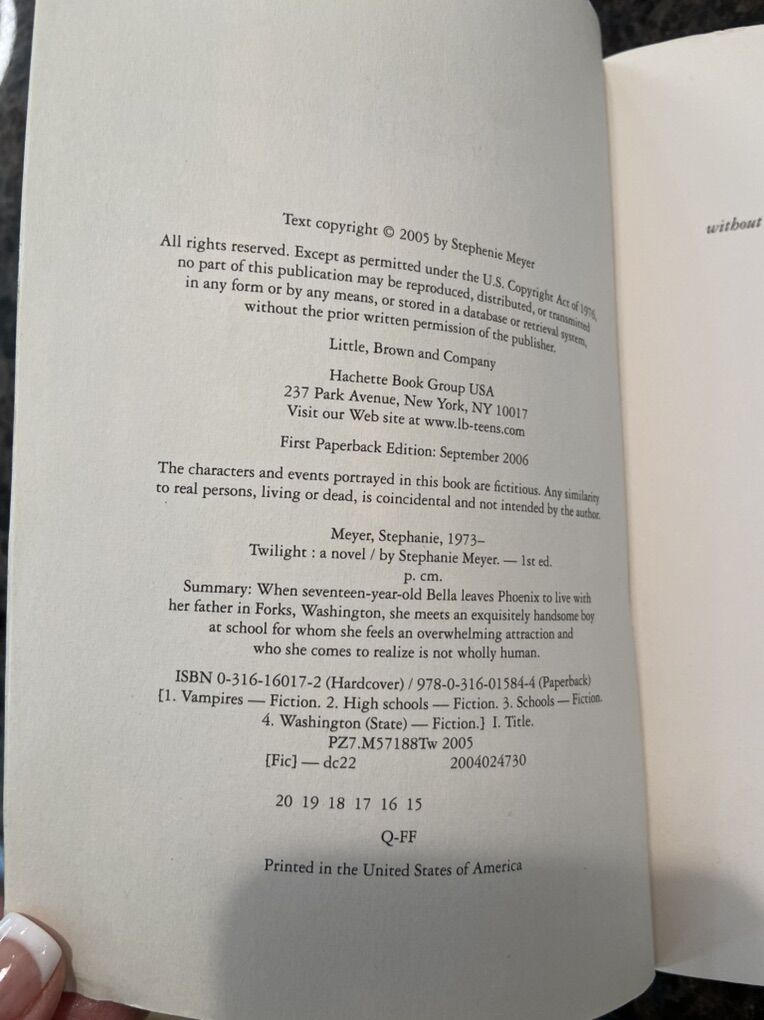 Text copyright © 2005 by Stephenie Meyer
All rights reserved. Except as permitted under the U.S. Copyright Act of 1976,
no part of this publication may be reproduced, distributed, or transmitted
in any form or by any means, or stored in a database or retrieval system,
without the prior written permission of the publisher.
Little, Brown and Company
Hachette Book Group USA
237 Park Avenue, New York, NY 10017
Visit our Web site at www.lb-teens.com
First Paperback Edition: September 2006
The characters and events portrayed in this book are fictitious. Any similarity
to real persons, living or dead, is coincidental and not intended by the author.
Meyer, Stephanie, 1973–
Twilight : a novel / by Stephanie Meyer. — 1st ed.
p. cm.
Summary: When seventeen-year-old Bella leaves Phoenix to live with
her father in Forks, Washington, she meets an exquisitely handsome boy
at school for whom she feels an overwhelming attraction and
who she comes to realize is not wholly human.
ISBN 0-316-16017-2 (Hardcover) / 978-0-316-01584-4 (Paperback)
[1. Vampires — Fiction. 2. High schools — Fiction. 3. Schools — Fiction.
4. Washington (State) — Fiction.] I. Title.
PZ7.M57188Tw 2005
[Fic] — dc22 2004024730
20 19 18 17 16 15
Q-FF
Printed in the United States of America
without